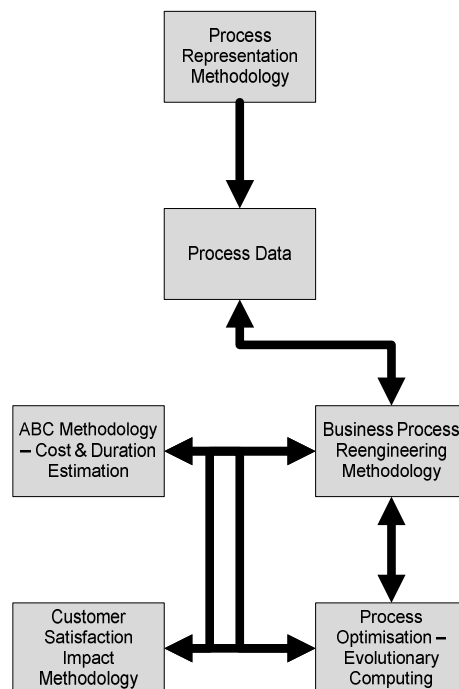 Process
Representation
Methodology
Process Data
ABC Methodology
– Cost & Duration
Estimation
Business Process
Reengineering
Methodology
Customer
Satisfaction
Impact
Methodology
Process
Optimisation –
Evolutionary
Computing